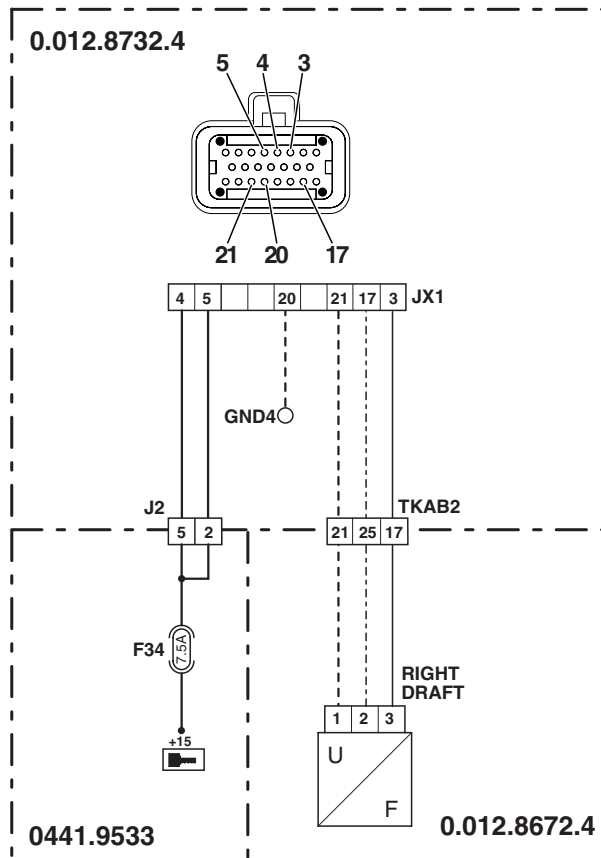 0.012.8732.4
5 4 3
21 20 17
4 5 20 21 17 3 JX1
GND4
J2 TKAB2
5 2 21 25 17
F34 7.5A
RIGHT
DRAFT
+15
1 2 3
U
F
0441.9533 0.012.8672.4